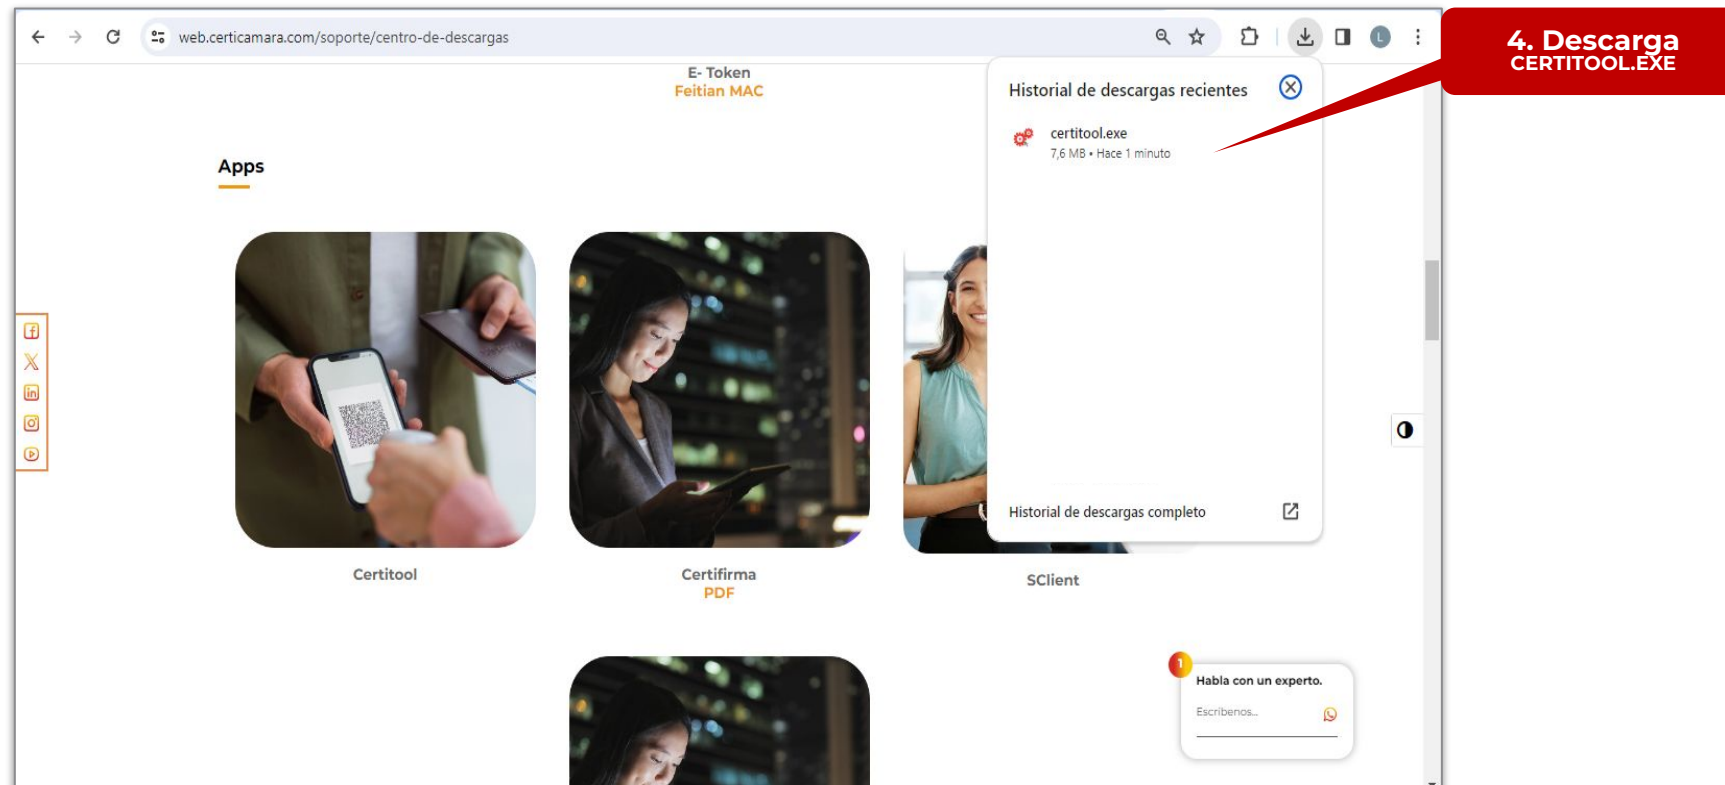 web.certicamara.com/soporte/centro-de-descargas
L
4. Descarga
CERTITOOL.EXE
E- Token
Feitian MAC
Historial de descargas recientes
certitool.exe
7,6 MB • Hace 1 minuto
Apps
Historial de descargas completo
Certitool
Certifirma
PDF
SClient
1
Habla con un experto.
Escríbenos...